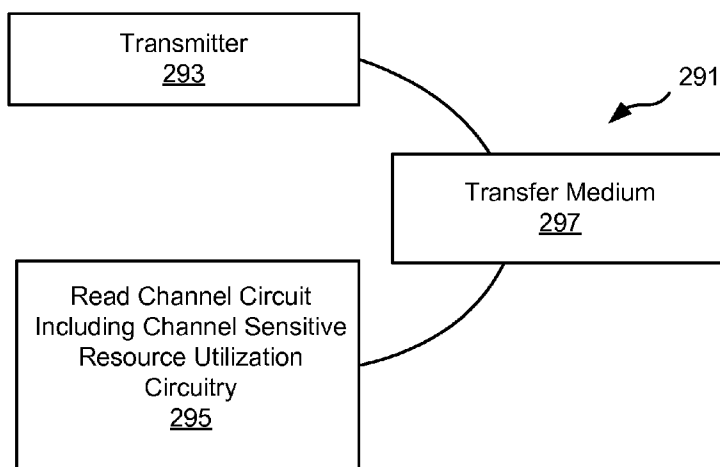 Transmitter
293
291
Transfer Medium
297
Read Channel Circuit
Including Channel Sensitive
Resource Utilization
Circuitry
295